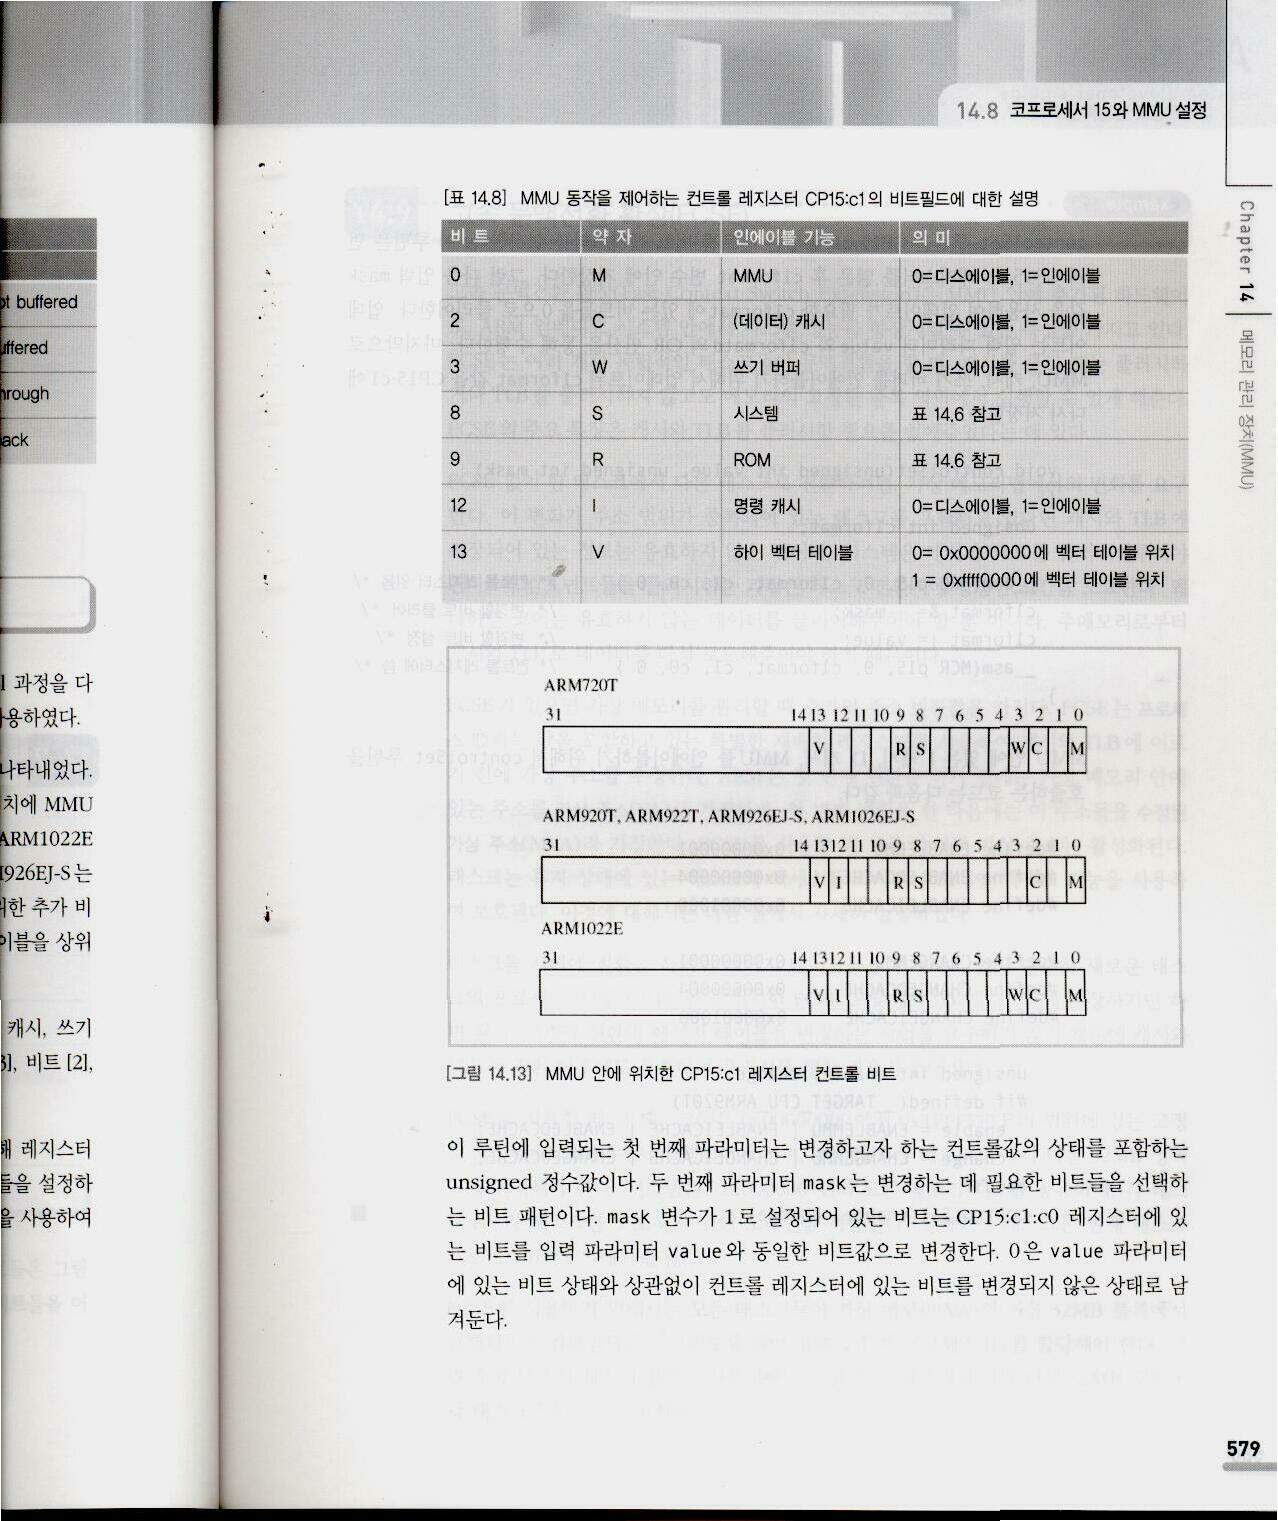 14.8 코프로세서 15와 MMU 설정
Chapter 14 메모리 관리 장치(MMU)
ot buffered
uffered
hrough
ack
l 과정을 다
사용하였다.
나타내었다.
치에 MMU
ARM1022E
M926EJ-S는
위한 추가 비
이블을 상위
캐시, 쓰기
3], 비트 [2],
해 레지스터
들을 설정하
을 사용하여
[표 14.8] MMU 동작을 제어하는 컨트롤 레지스터 CP15:c1의 비트필드에 대한 설명
비 트 약 자 인에이블 기능 의 미
0 M MMU 0=디스에이블, 1=인에이블
2 C (데이터) 캐시 0=디스에이블, 1=인에이블
3 W 쓰기 버퍼 0=디스에이블, 1=인에이블
8 S 시스템 표 14.6 참고
9 R ROM 표 14.6 참고
12 I 명령 캐시 0=디스에이블, 1=인에이블
13 V 하이 벡터 테이블 0= 0x0000000에 벡터 테이블 위치
1 = 0xffff0000에 벡터 테이블 위치
ARM720T
31 14 13 12 11 10 9 8 7 6 5 4 3 2 1 0
V R S W C M
ARM920T, ARM922T, ARM926EJ-S, ARM1026EJ-S
31 14 13 12 11 10 9 8 7 6 5 4 3 2 1 0
V I R S C M
ARM1022E
31 14 13 12 11 10 9 8 7 6 5 4 3 2 1 0
V I R S W C M
[그림 14.13] MMU 안에 위치한 CP15:c1 레지스터 컨트롤 비트
이 루틴에 입력되는 첫 번째 파라미터는 변경하고자 하는 컨트롤값의 상태를 포함하는
unsigned 정수값이다. 두 번째 파라미터 mask는 변경하는 데 필요한 비트들을 선택하
는 비트 패턴이다. mask 변수가 1로 설정되어 있는 비트는 CP15:c1:c0 레지스터에 있
는 비트를 입력 파라미터 value와 동일한 비트값으로 변경한다. 0은 value 파라미터
에 있는 비트 상태와 상관없이 컨트롤 레지스터에 있는 비트를 변경되지 않은 상태로 남
겨둔다.
579